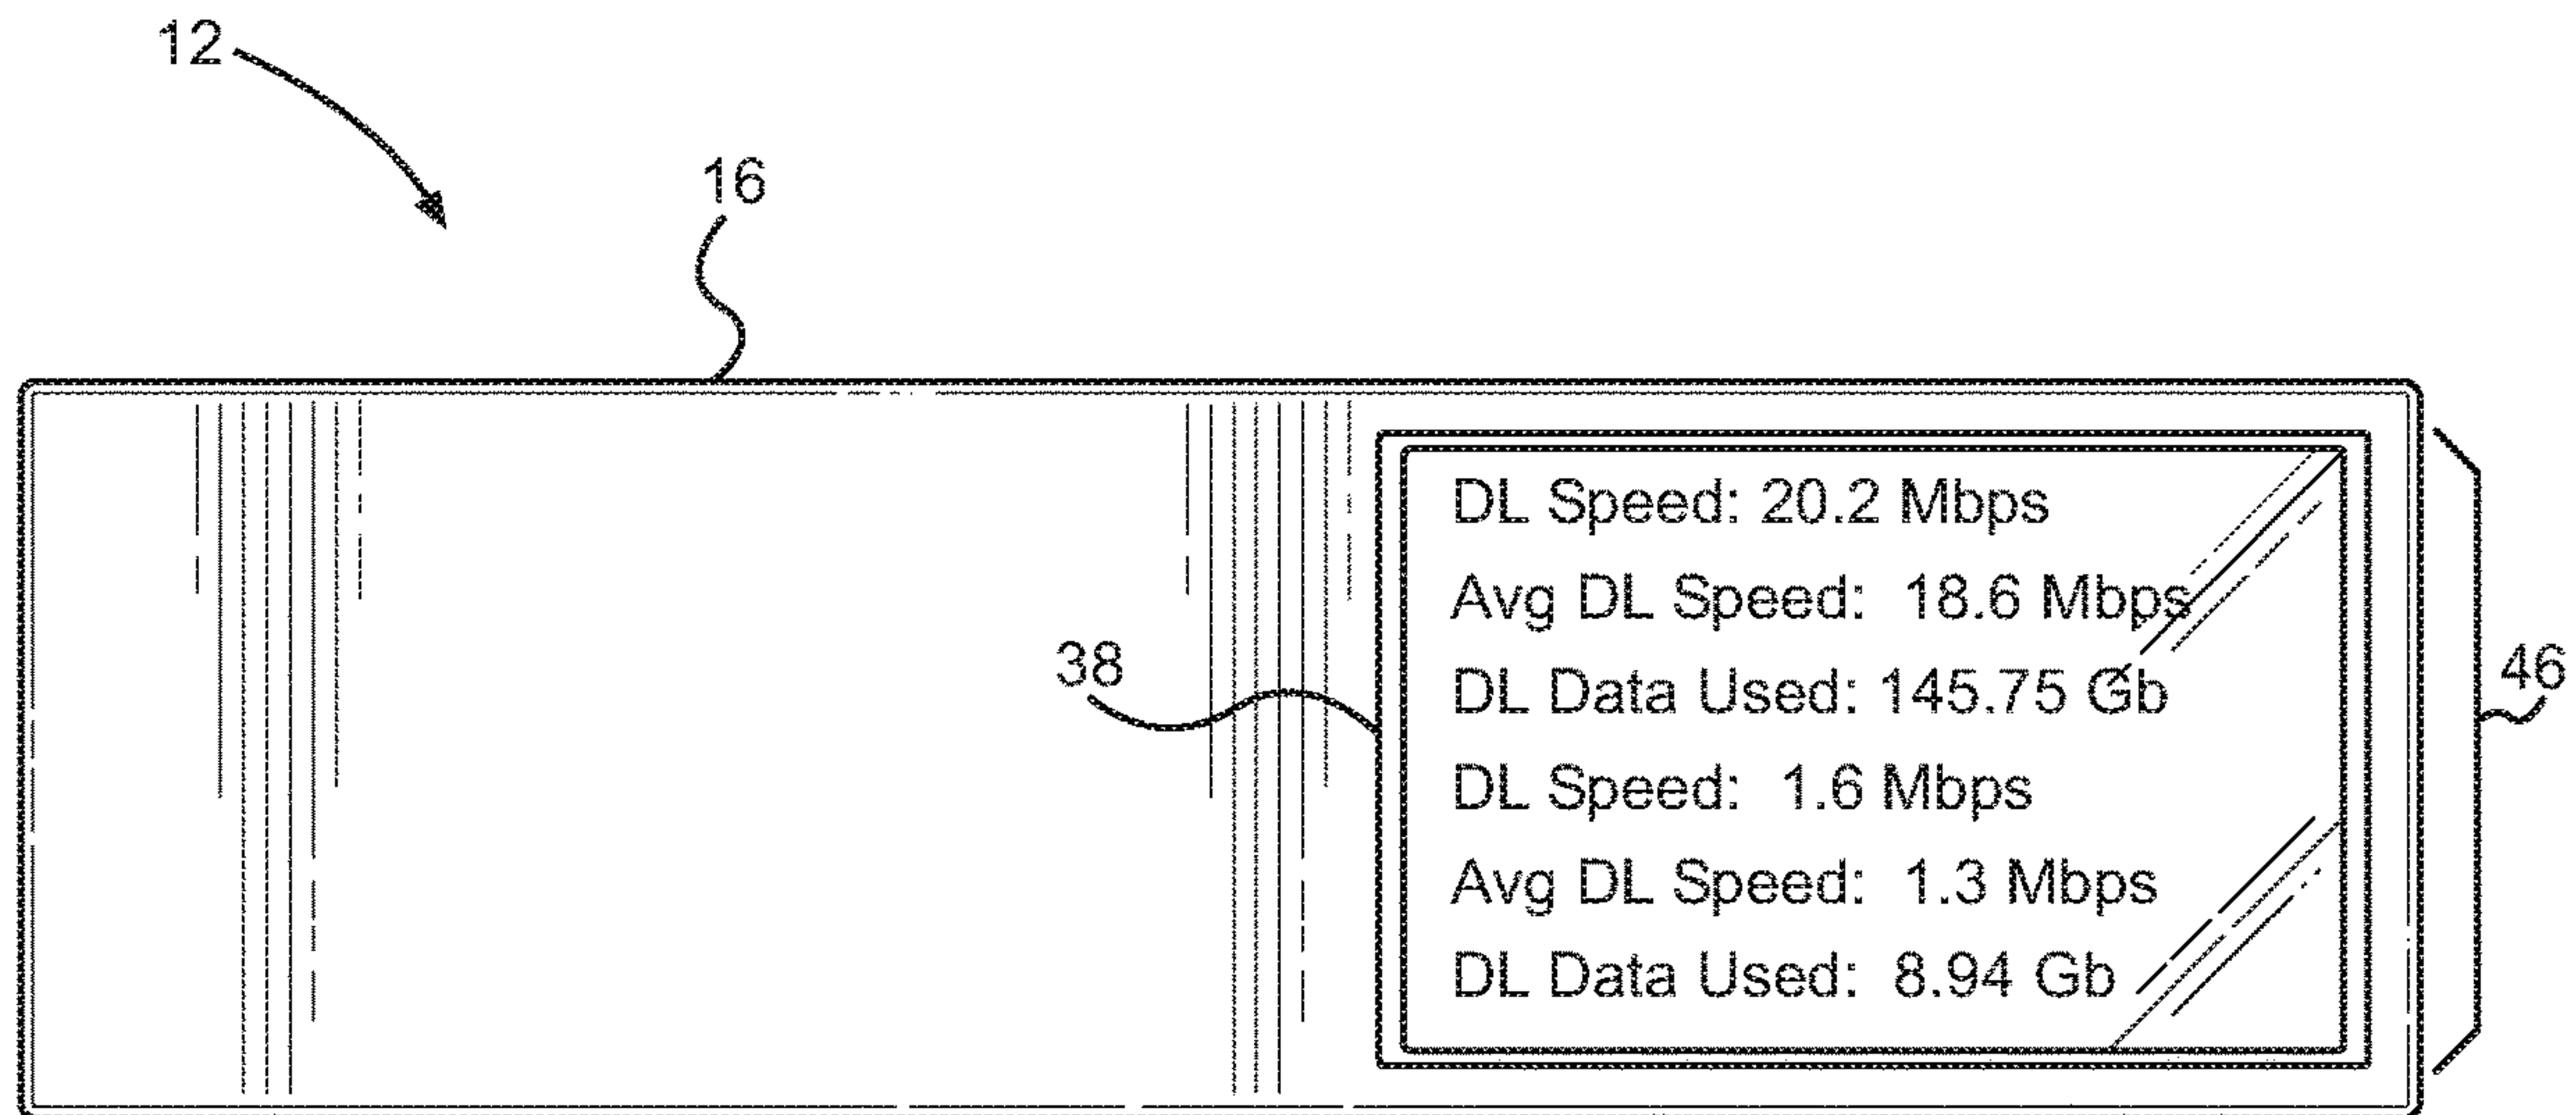 12
16
DL Speed: 20.2 Mbps
Avg DL Speed: 18.6 Mbps
38
DL Data Used: 145.75 Gb
46
DL Speed: 1.6 Mbps
Avg DL Speed: 1.3 Mbps
DL Data Used: 8.94 Gb